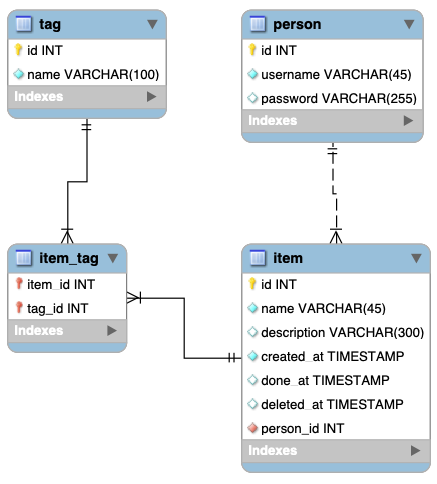 tag
id INT
name VARCHAR(100)
Indexes
person
id INT
username VARCHAR(45)
password VARCHAR(255)
Indexes
item_tag
item_id INT
tag_id INT
Indexes
item
id INT
name VARCHAR(45)
description VARCHAR(300)
created_at TIMESTAMP
done_at TIMESTAMP
deleted_at TIMESTAMP
person_id INT
Indexes